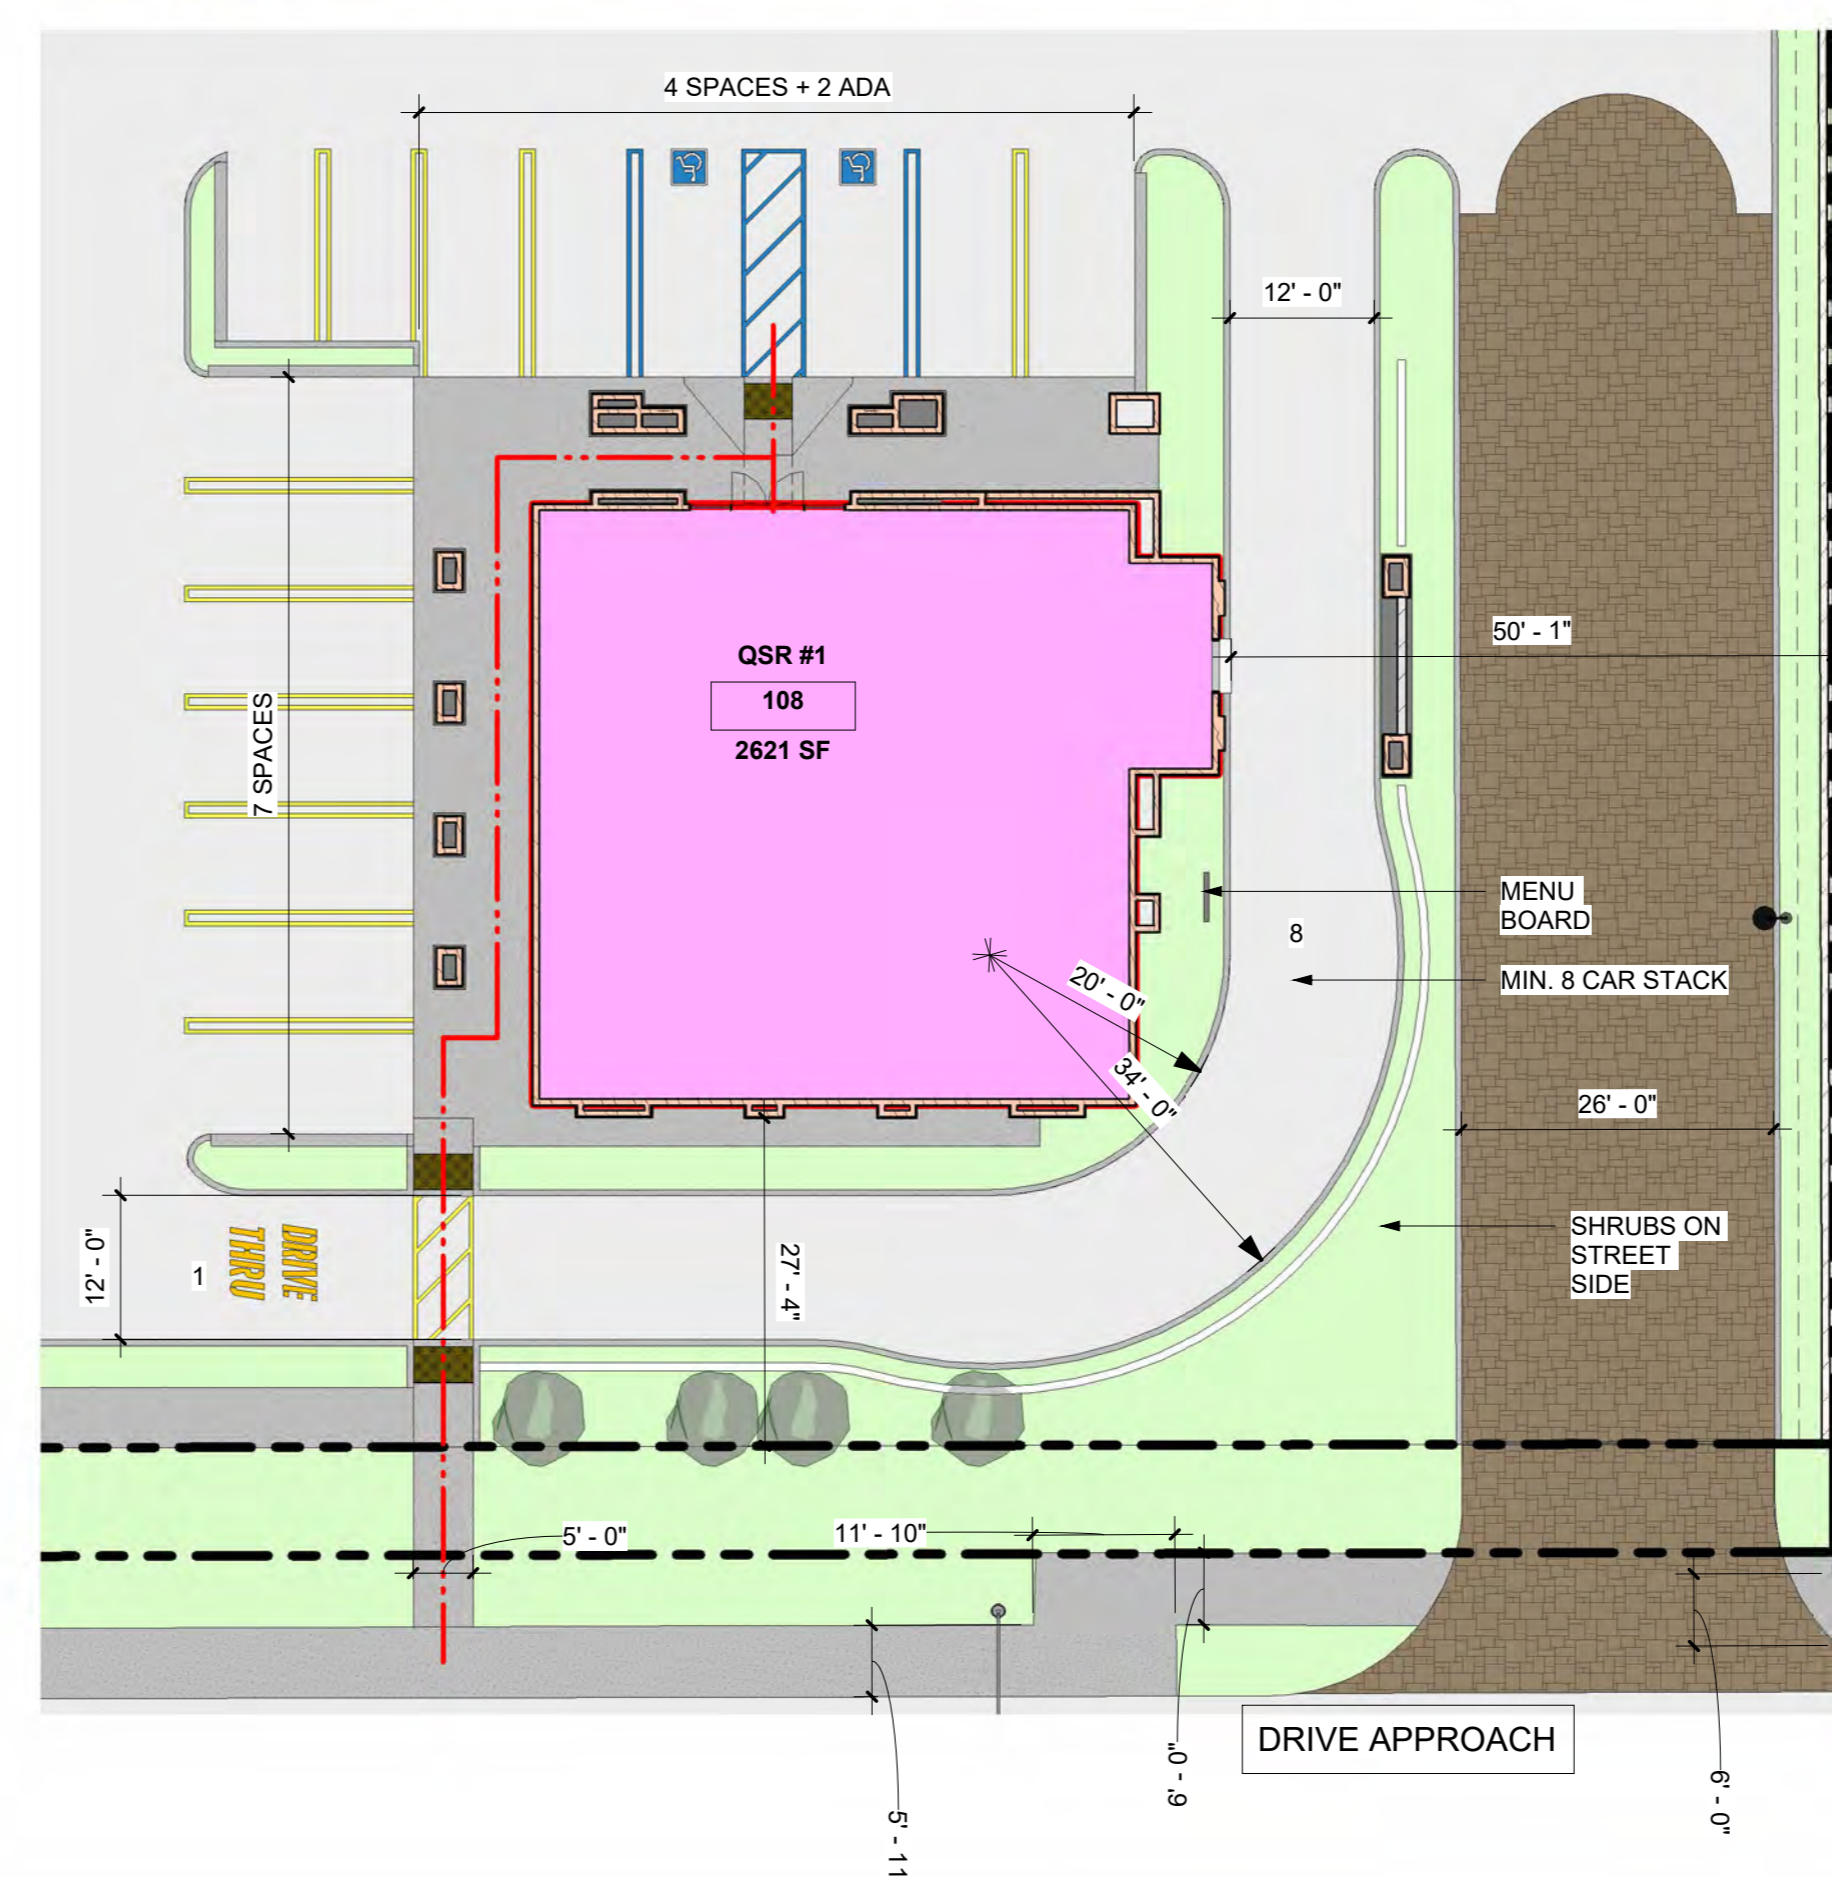 4 SPACES + 2 ADA
12' - 0"
50' - 1"
QSR #1
108
2621 SF
7 SPACES
MENU
BOARD
8
MIN. 8 CAR STACK
20' - 0"
34' - 0"
26' - 0"
SHRUBS ON
STREET
SIDE
12' - 0"
1
DRIVE
THRU
27' - 4"
5' - 0"
11' - 10"
DRIVE APPROACH
6' - 0"
6' - 0"
5' - 11